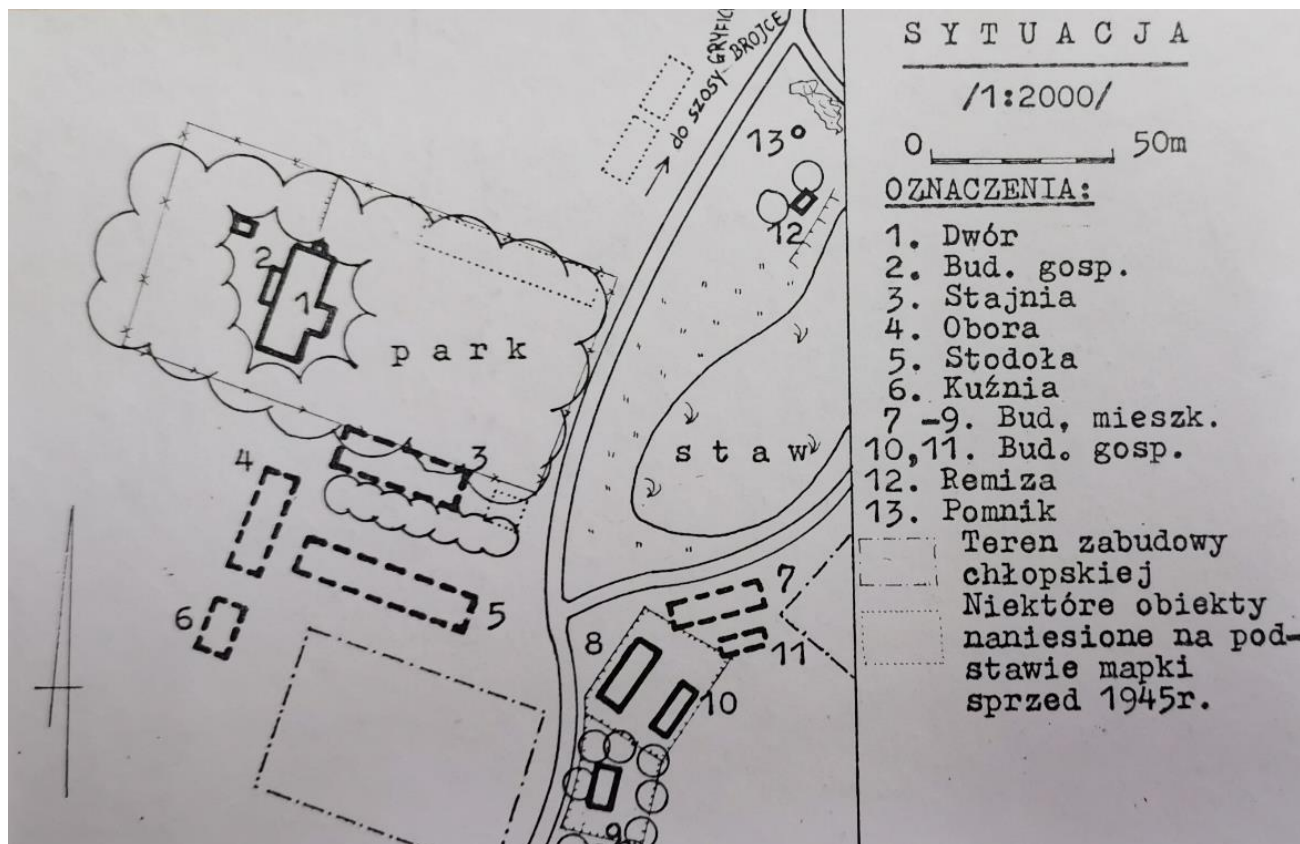 do SZOSY GRYFICE
BROJCE
13
12
2
1
park
staw
3
4
5
6
7
8
11
10
9
SYTUACJA
/1:2000/
0 50m
OZNACZENIA:
1. Dwór
2. Bud. gosp.
3. Stajnia
4. Obora
5. Stodoła
6. Kuźnia
7 -9. Bud, mieszk.
10,11. Bud. gosp.
12. Remiza
13. Pomnik
Teren zabudowy
chłopskiej
Niektóre obiekty
naniesione na pod-
stawie mapki
sprzed 1945r.